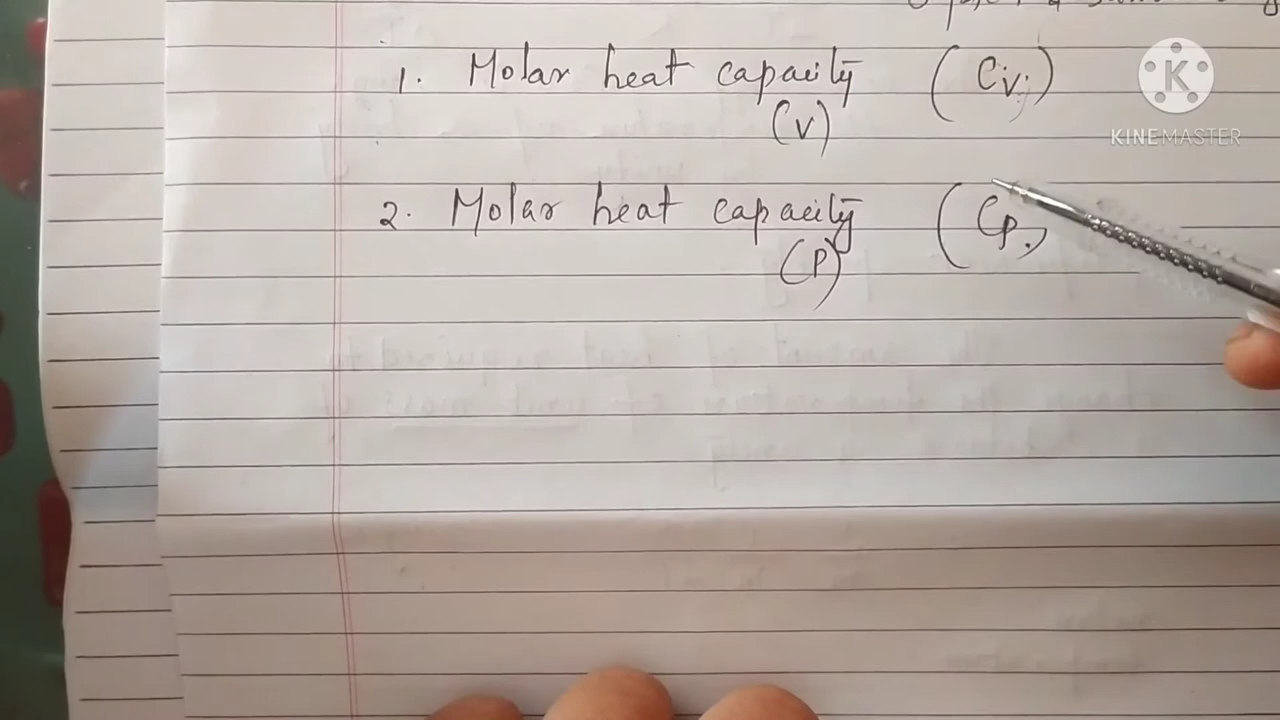 1. Molar heat capacity (Cv)
(V)
KINEMASTER
2. Molar heat capacity (Cp)
(P)